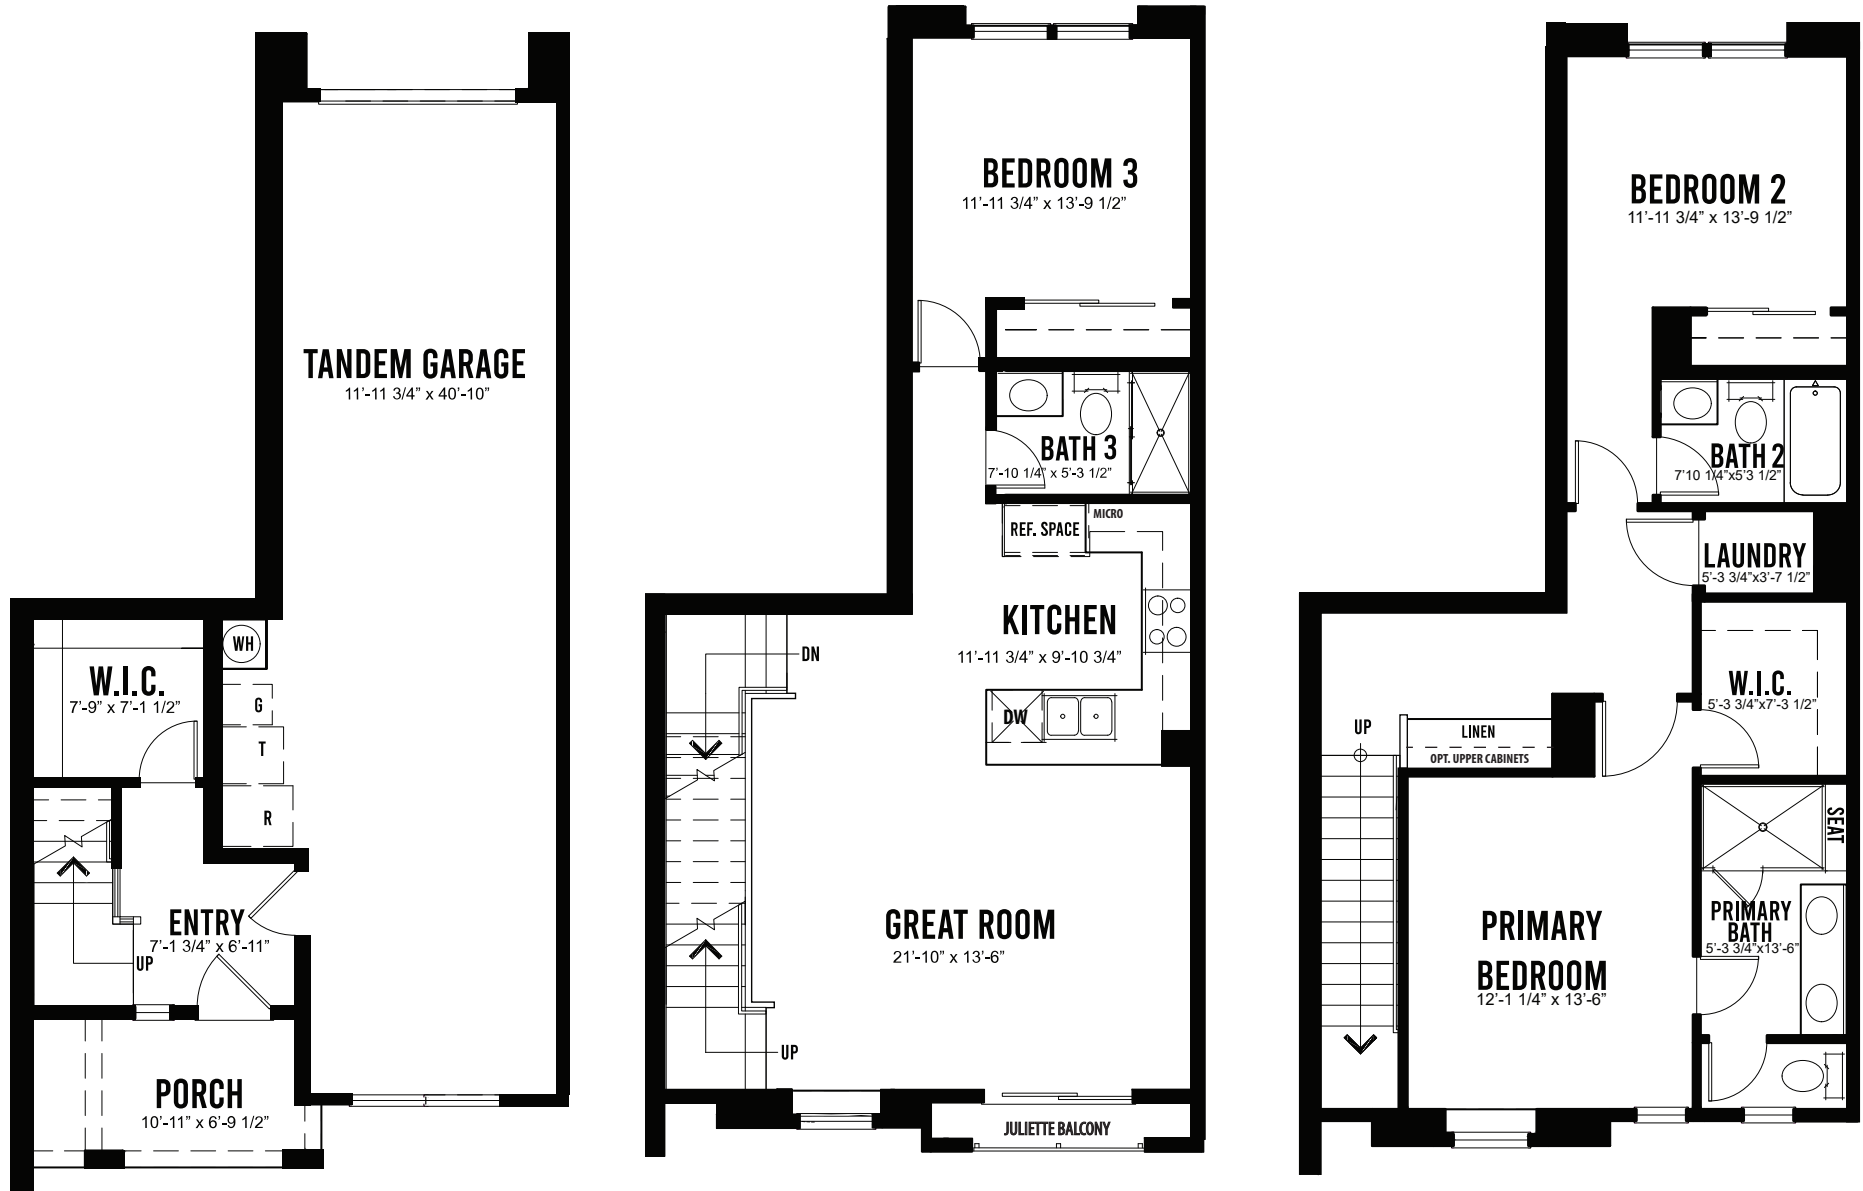 TANDEM GARAGE
11'-11 3/4" x 40'-10"
WH
W.I.C.
7'-9" x 7'-1 1/2"
G
T
R
ENTRY
7'-1 3/4" x 6'-11"
UP
PORCH
10'-11" x 6'-9 1/2"
BEDROOM 3
11'-11 3/4" x 13'-9 1/2"
BATH 3
7'-10 1/4" x 5'-3 1/2"
MICRO
REF. SPACE
KITCHEN
11'-11 3/4" x 9'-10 3/4"
DN
DW
GREAT ROOM
21'-10" x 13'-6"
UP
JULIETTE BALCONY
BEDROOM 2
11'-11 3/4" x 13'-9 1/2"
BATH 2
7'10 1/4"x5'3 1/2"
LAUNDRY
5'-3 3/4"x3'-7 1/2"
W.I.C.
5'-3 3/4"x7'-3 1/2"
UP
LINEN
OPT. UPPER CABINETS
SEAT
PRIMARY
BATH
5'-3 3/4"x13'-6"
PRIMARY
BEDROOM
12'-1 1/4" x 13'-6"